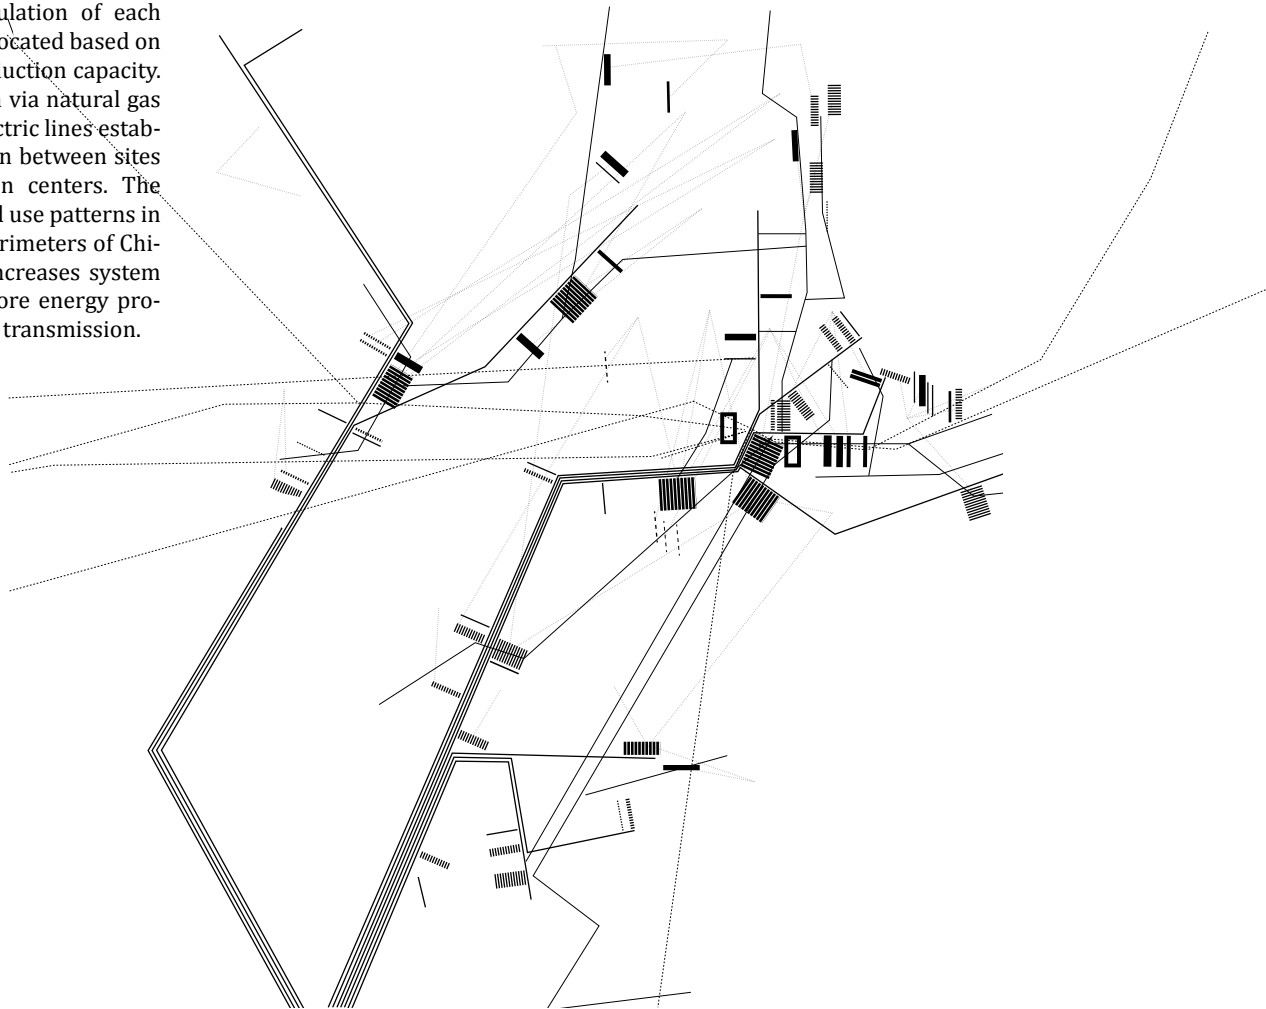 ulation of each
ocated based on
luction capacity.
via natural gas
ctric lines estab-
n between sites
n centers. The
l use patterns in
rimeters of Chi-
ncreases system
ore energy pro-
transmission.